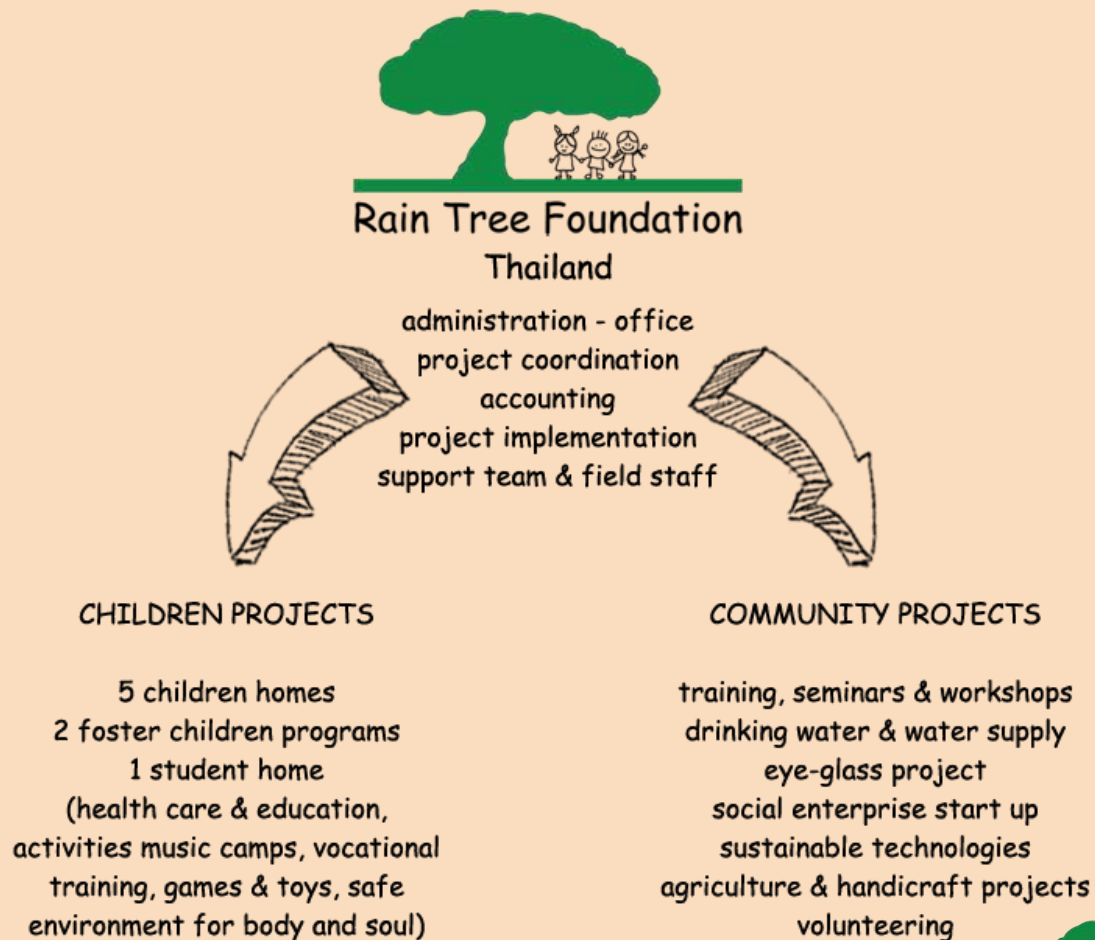 Rain Tree Foundation
Thailand
administration - office
project coordination
accounting
project implementation
support team & field staff
CHILDREN PROJECTS
5 children homes
2 foster children programs
1 student home
(health care & education,
activities music camps, vocational
training, games & toys, safe
environment for body and soul)
COMMUNITY PROJECTS
training, seminars & workshops
drinking water & water supply
eye-glass project
social enterprise start up
sustainable technologies
agriculture & handicraft projects
volunteering